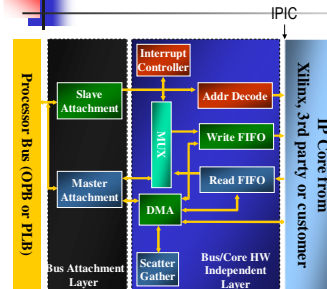 IPIC
Processor Bus (OPB or PLB)
Slave
Attachment
Master
Attachment
Bus Attachment
Layer
Interrupt
Controller
MUX
DMA
Scatter
Gather
Addr Decode
Write FIFO
Read FIFO
Bus/Core HW
Independent
Layer
IP Core from
Xilinx, 3rd party or customer